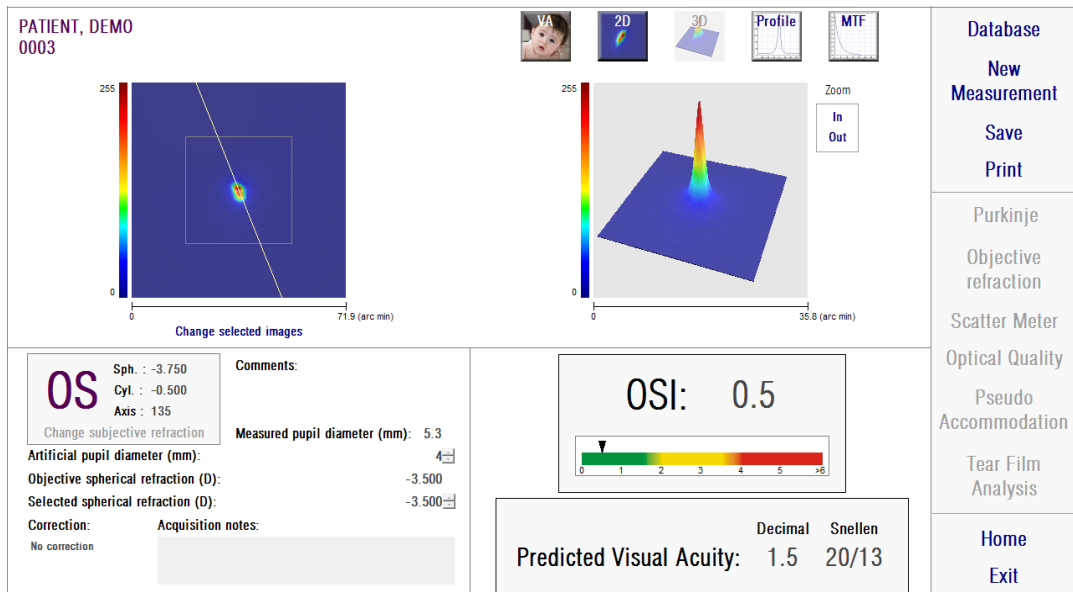 PATIENT, DEMO
0003
VA
2D
3D
Profile
MTF
255
0
0
71.9 (arc min)
Change selected images
255
0
0
35.8 (arc min)
Zoom
In
Out
OS
Sph. : -3.750
Cyl. : -0.500
Axis : 135
Change subjective refraction
Comments:
Measured pupil diameter (mm): 5.3
Artificial pupil diameter (mm): 4
Objective spherical refraction (D): -3.500
Selected spherical refraction (D): -3.500
Correction:
No correction
Acquisition notes:
OSI: 0.5
0 1 2 3 4 5 >6
Decimal Snellen
Predicted Visual Acuity: 1.5 20/13
Database
New
Measurement
Save
Print
Purkinje
Objective
refraction
Scatter Meter
Optical Quality
Pseudo
Accommodation
Tear Film
Analysis
Home
Exit